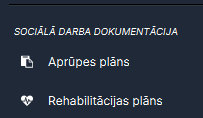 SOCIĀLĀ DARBA DOKUMENTĀCIJA
Aprūpes plāns
Rehabilitācijas plāns